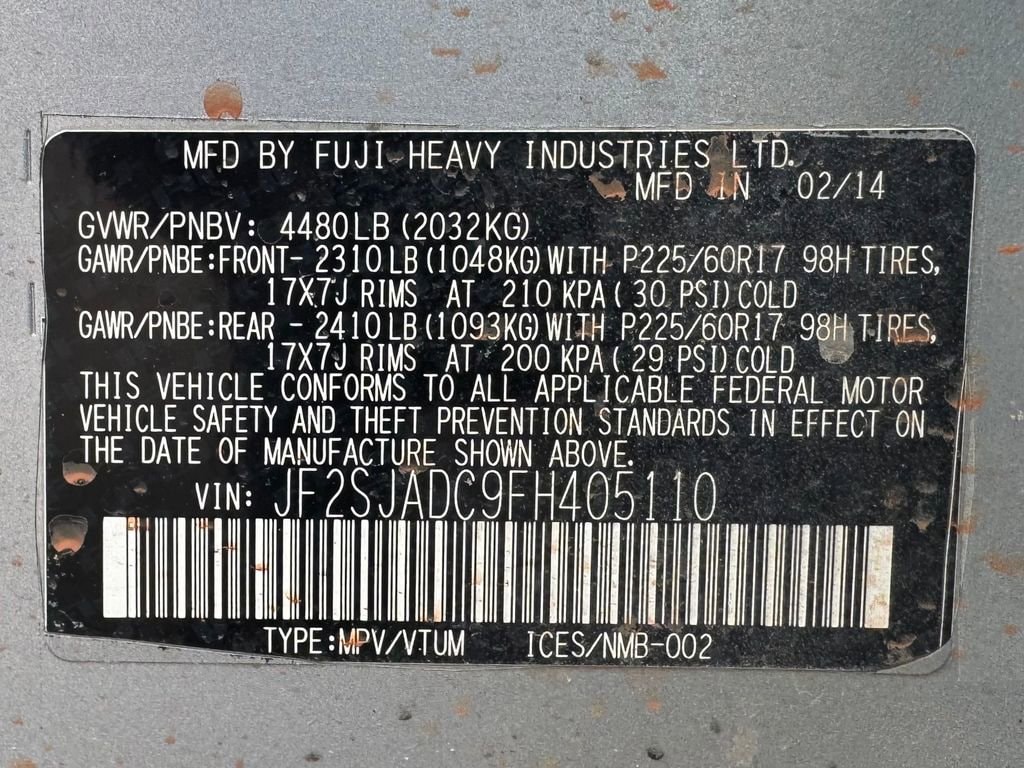 MFD BY FUJI HEAVY INDUSTRIES LTD.
MFD IN 02/14
GVWR/PNBV: 4480LB (2032KG)
GAWR/PNBE:FRONT- 2310 LB (1048KG) WITH P225/60R17 98H TIRES,
17X7J RIMS AT 210 KPA ( 30 PSI) COLD
GAWR/PNBE:REAR - 2410 LB (1093KG) WITH P225/60R17 98H TIRES,
17X7J RIMS AT 200 KPA ( 29 PSI) COLD
THIS VEHICLE CONFORMS TO ALL APPLICABLE FEDERAL MOTOR
VEHICLE SAFETY AND THEFT PREVENTION STANDARDS IN EFFECT ON
THE DATE OF MANUFACTURE SHOWN ABOVE.
VIN: JF2SJADC9FH405110
TYPE:MPV/VTUM ICES/NMB-002